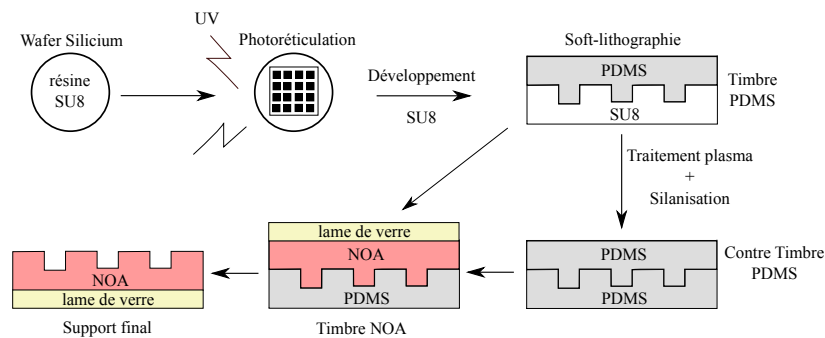 UV
Wafer Silicium
Photoréticulation
Soft-lithographie
résine
SU8
Développement
SU8
PDMS
SU8
Timbre
PDMS
Traitement plasma
+
Silanisation
lame de verre
NOA
PDMS
Timbre NOA
PDMS
PDMS
Contre Timbre
PDMS
NOA
lame de verre
Support final